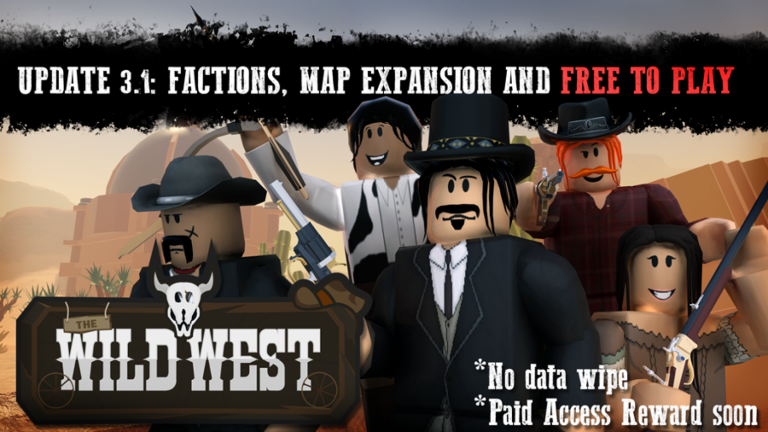 UPDATE 3.1: FACTIONS, MAP EXPANSION AND FREE TO PLAY
THE
WILD WEST
*No data wipe
*Paid Access Reward soon